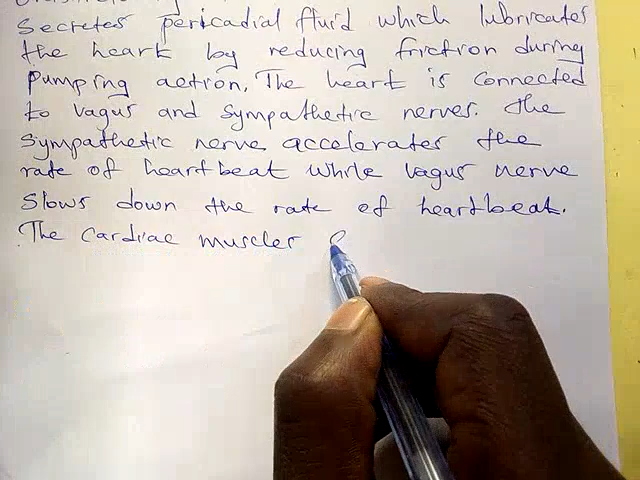 Secretes pericadial fluid which lubricates
the heart by reducing friction during
pumping action. The heart is connected
to vagus and sympathetic nerves. The
sympathetic nerve accelerates the
rate of heartbeat while vagus nerve
slows down the rate of heartbeat.
The cardiac muscles